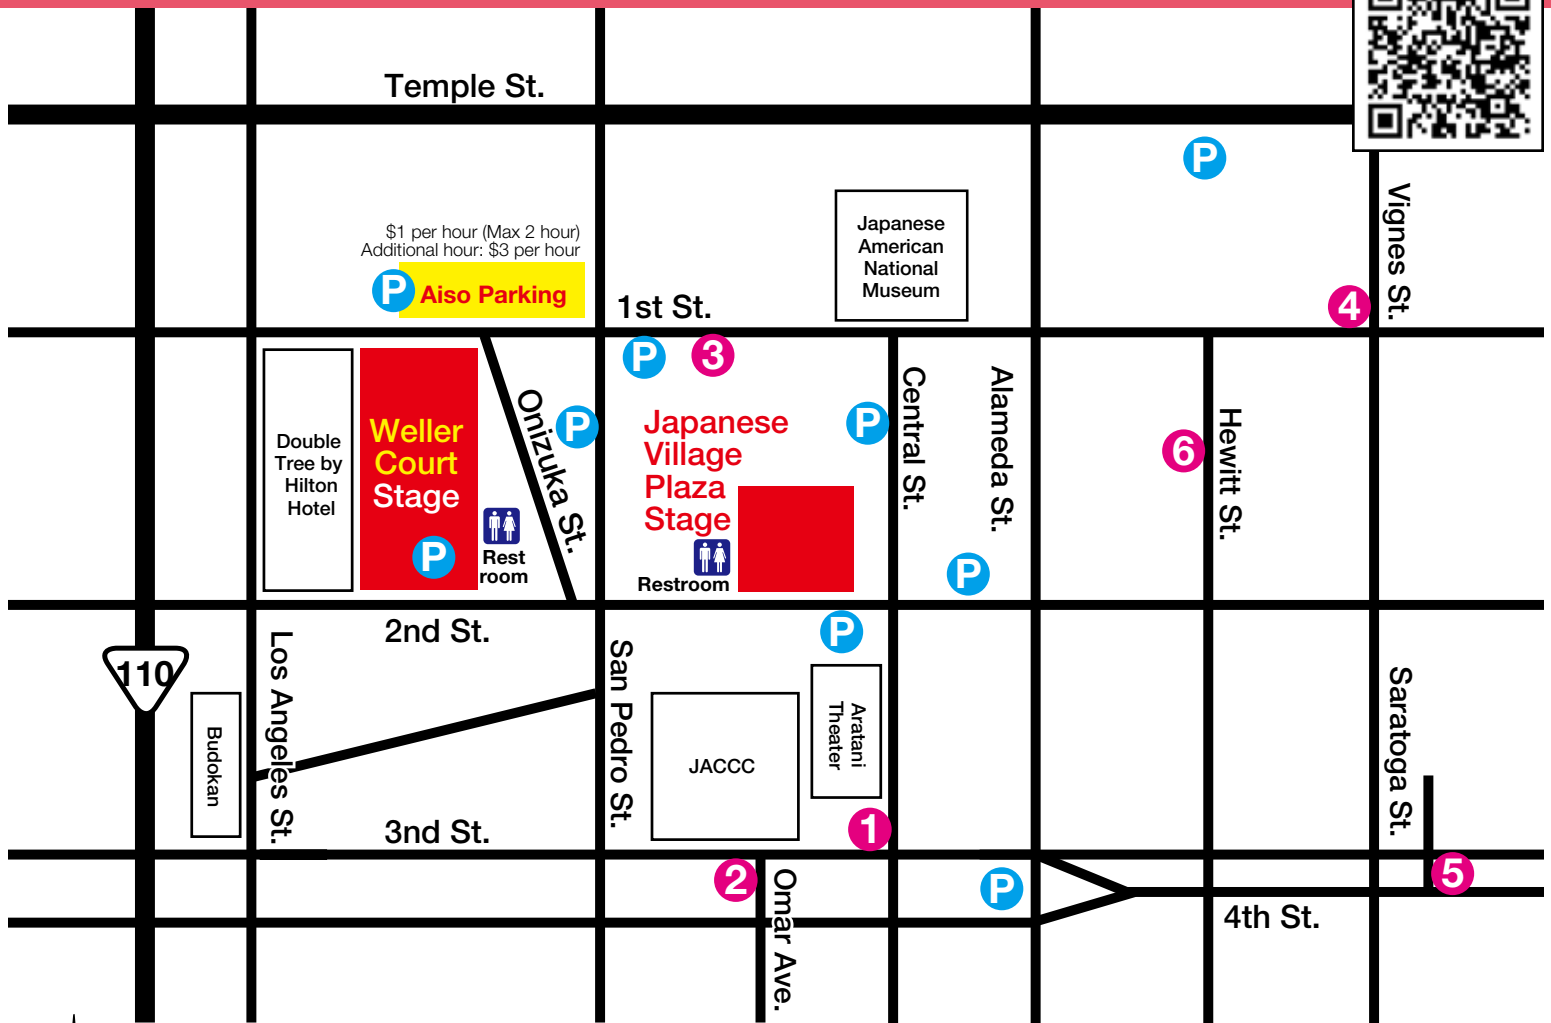 Temple St.
P
Vignes St.
$1 per hour (Max 2 hour)
Additional hour: $3 per hour
P
Aiso Parking
Japanese
American
National
Museum
1st St.
4
P
3
Double
Tree by
Hilton
Hotel
Weller
Court
Stage
P
Rest
room
Onizuka St.
P
Japanese
Village
Plaza
Stage
Restroom
P
Central St.
Alameda St.
P
6
Hewitt St.
2nd St.
P
110
Los Angeles St.
San Pedro St.
Budokan
JACCC
Aratani
Theater
1
Saratoga St.
3nd St.
2
Omar Ave.
P
5
4th St.